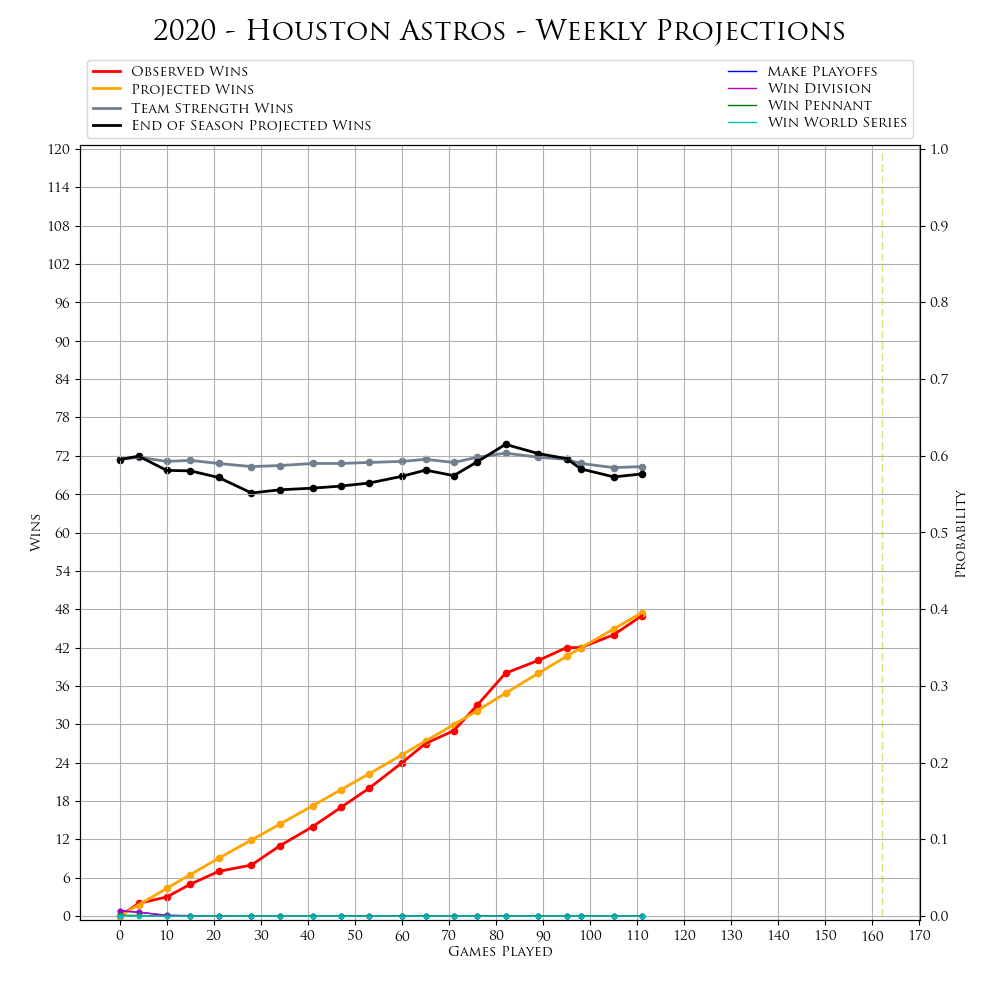 2020 - Houston Astros - Weekly Projections
Observed Wins
Projected Wins
Team Strength Wins
End of Season Projected Wins
Make Playoffs
Win Division
Win Pennant
Win World Series
120
114
108
102
96
90
84
78
72
66
60
54
48
42
36
30
24
18
12
6
0
Wins
1.0
0.9
0.8
0.7
0.6
0.5
0.4
0.3
0.2
0.1
0.0
Probability
0 10 20 30 40 50 60 70 80 90 100 110 120 130 140 150 160 170
Games Played